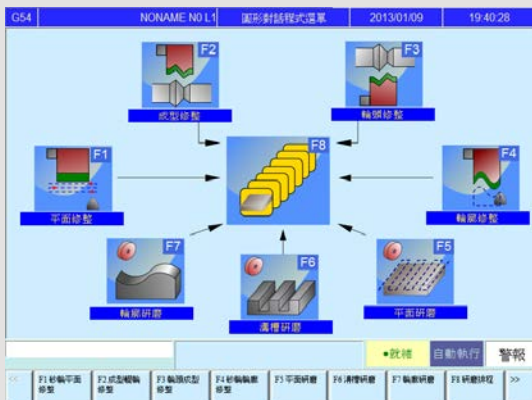 G54 NONAME N0 L1 圖形對話程式選單 2013/01/09 19:40:28
F2 F3
成型修整 輪頭修整
F1 F8 F4
平面修整 輪廓修整
F7 F6 F5
輪廓研磨 溝槽研磨 平面研磨
•就緒 自動執行 警報
<< F1 砂輪平面修整 F2 成型輥輪修整 F3 輪頭成型修整 F4 砂輪輪廓修整 F5 平面研磨 F6 溝槽研磨 F7 輪廓研磨 F8 研磨排程 >>